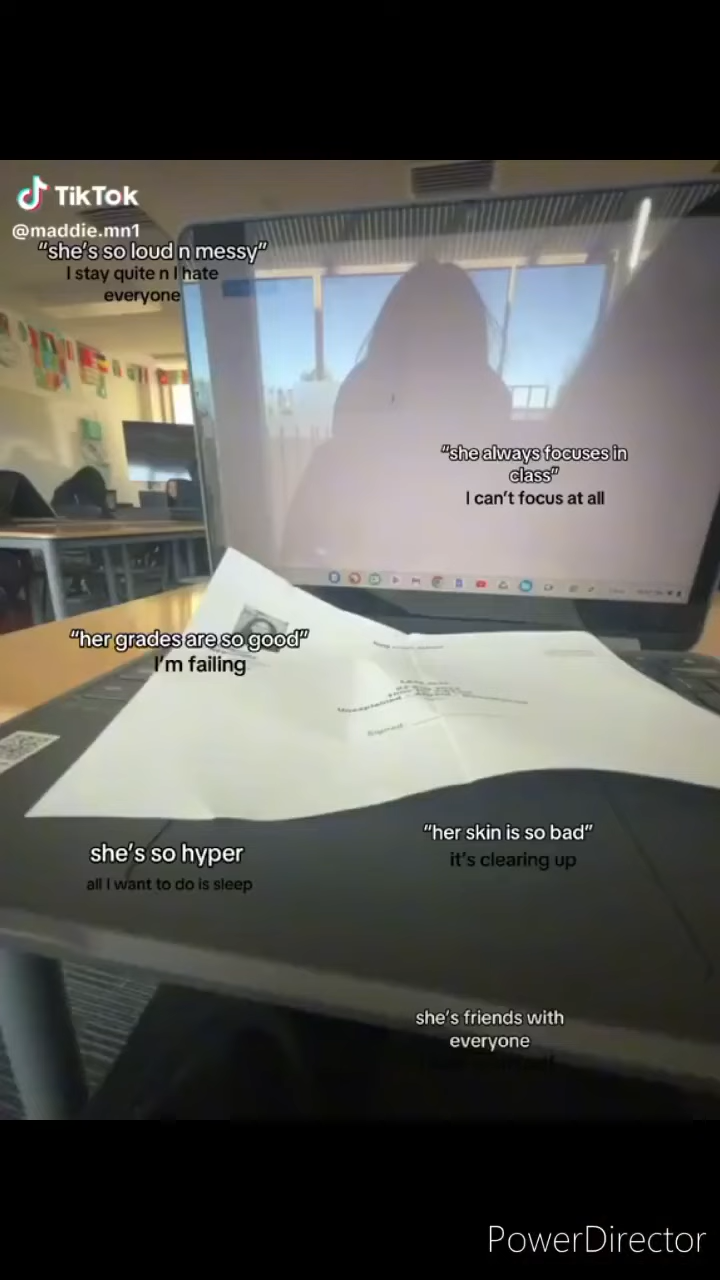 TikTok
@maddie.mn1
“she’s so loud n messy”
I stay quite n I hate
everyone
“she always focuses in
class”
I can’t focus at all
“her grades are so good”
I’m failing
Signed
“her skin is so bad”
it’s clearing up
she’s so hyper
all I want to do is sleep
she’s friends with
everyone
PowerDirector